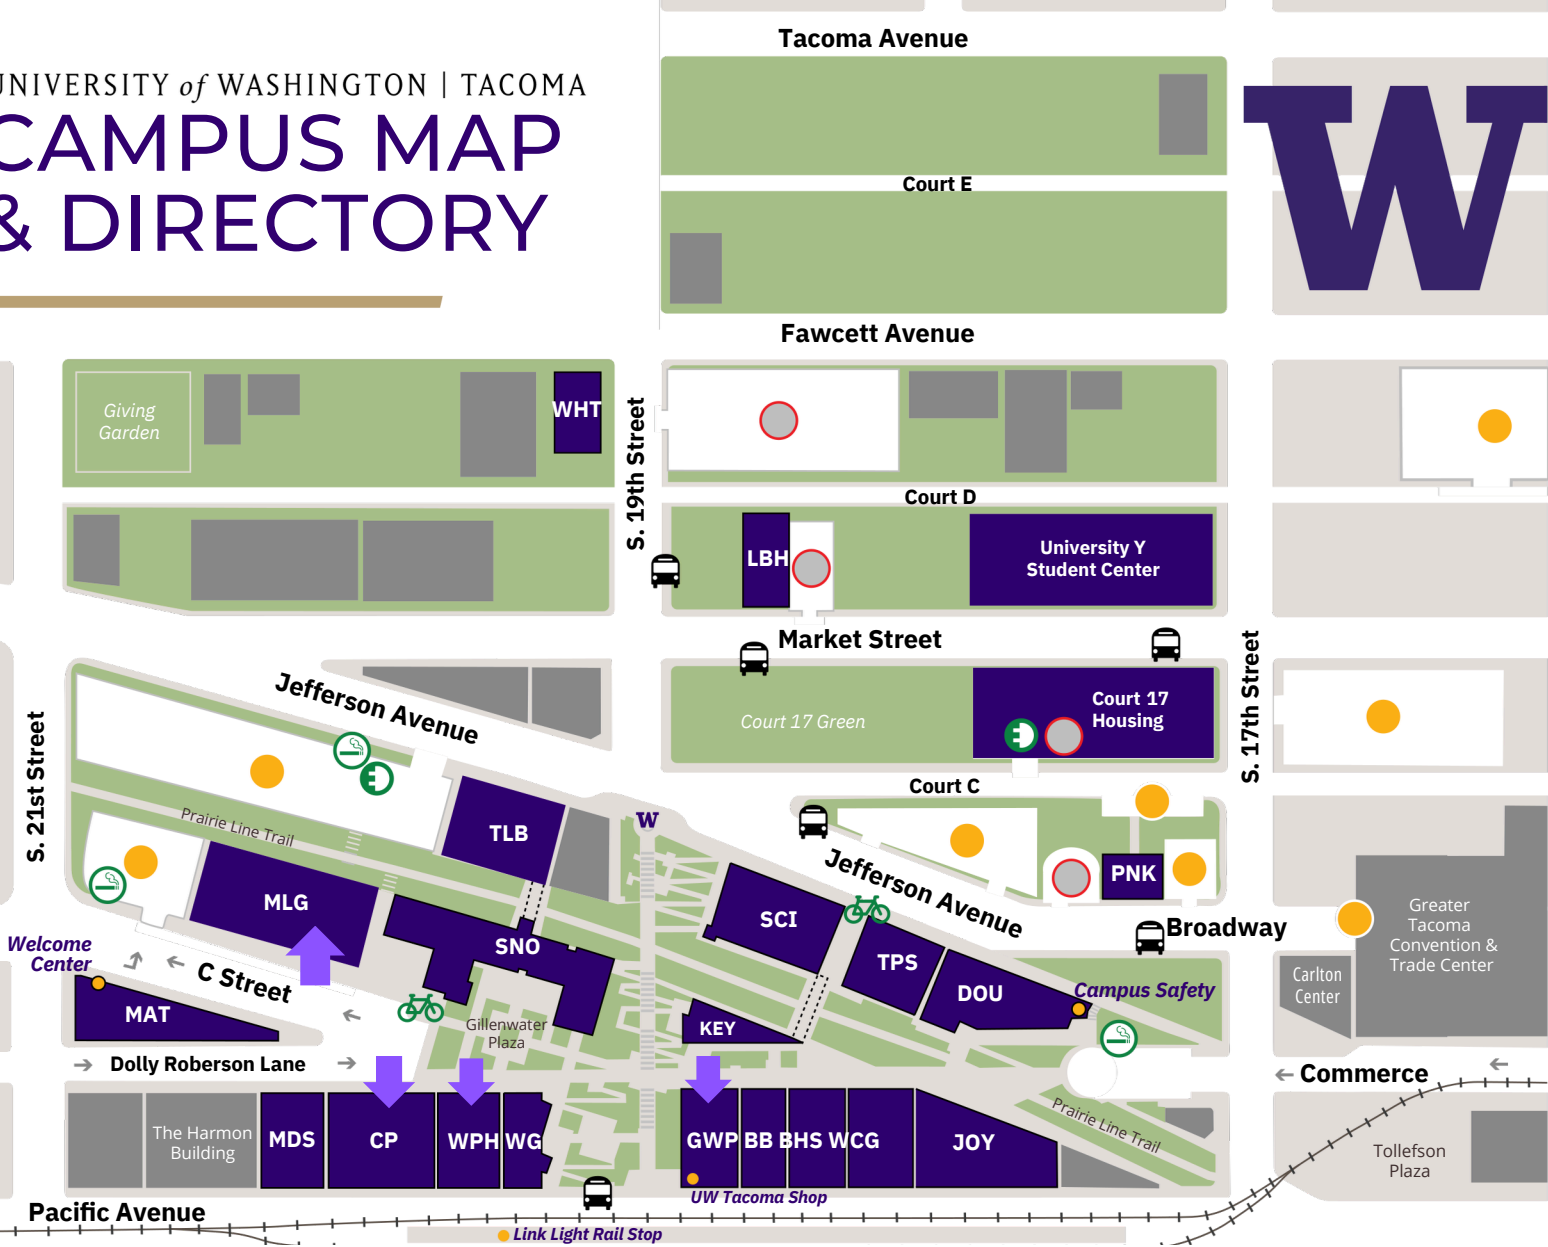 UNIVERSITY of WASHINGTON | TACOMA
CAMPUS MAP
& DIRECTORY
W
Tacoma Avenue
Court E
Fawcett Avenue
Giving
Garden
WHT
S. 19th Street
Court D
LBH
University Y
Student Center
Market Street
Court 17 Green
Court 17
Housing
S. 17th Street
Court C
Jefferson Avenue
S. 21st Street
Prairie Line Trail
TLB
W
MLG
SNO
SCI
Jefferson Avenue
PNK
Broadway
TPS
DOU
Campus Safety
Greater
Tacoma
Convention &
Trade Center
Carlton
Center
Welcome
Center
C Street
MAT
Gillenwater
Plaza
KEY
Dolly Roberson Lane
Commerce
The Harmon
Building
MDS
CP
WPH
WG
GWP
BB
BHS
WCG
JOY
Prairie Line Trail
Tollefson
Plaza
UW Tacoma Shop
Pacific Avenue
Link Light Rail Stop